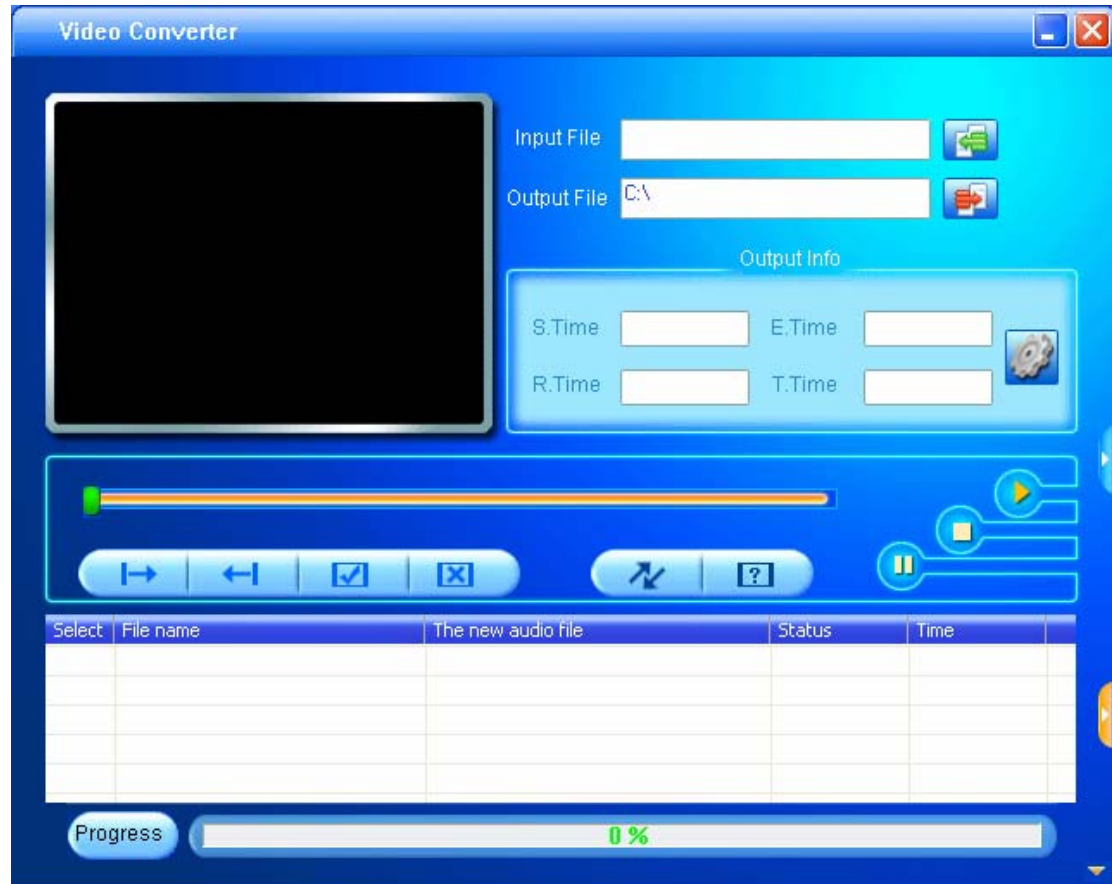 Video Converter
Input File
Output File C:\
Output Info
S.Time E.Time
R.Time T.Time
?
Select File name The new audio file Status Time
Progress 0 %